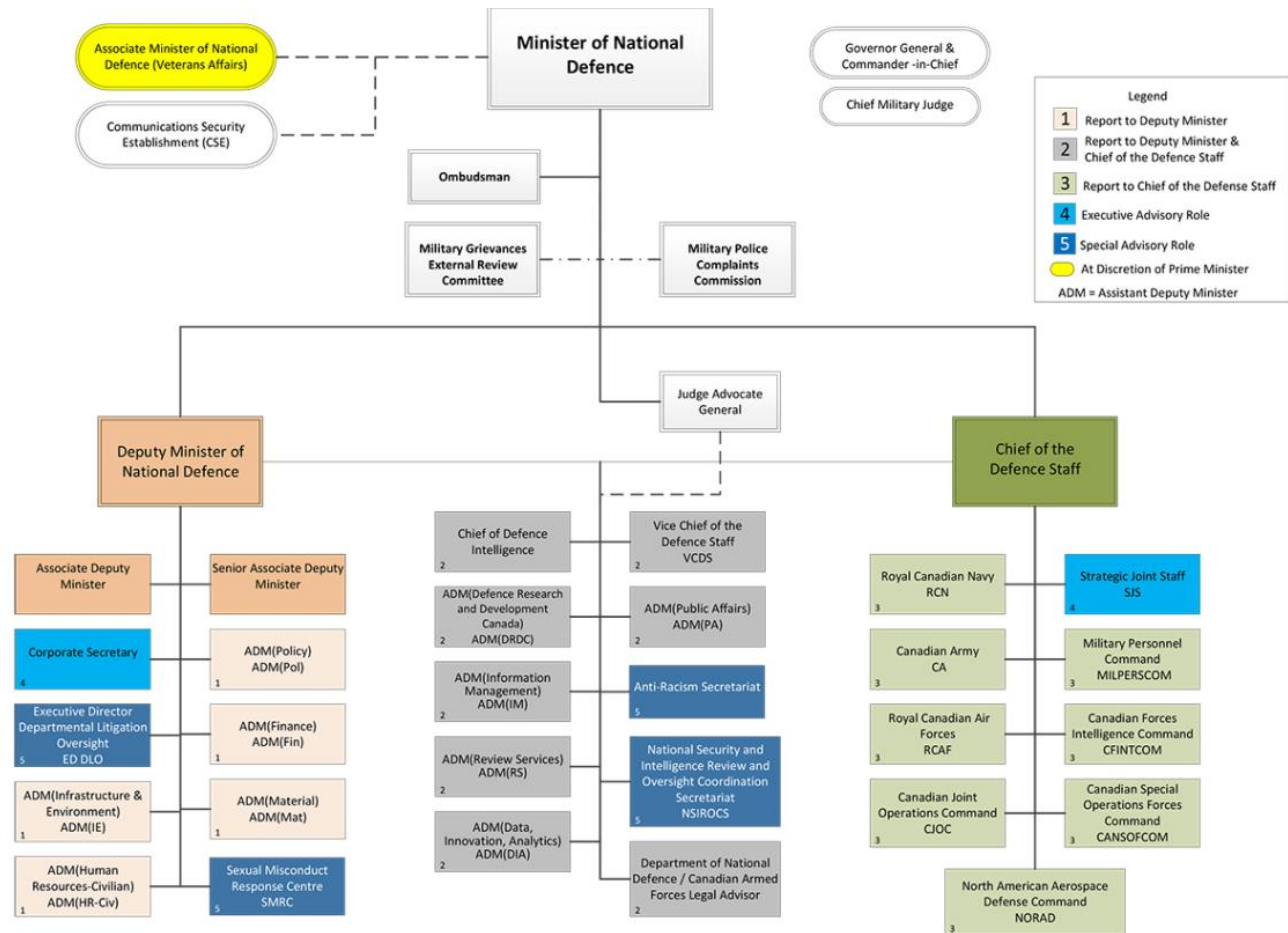 Minister of National
Defence
Associate Minister of National
Defence (Veterans Affairs)
Communications Security
Establishment (CSE)
Governor General &
Commander -in-Chief
Chief Military Judge
Legend
1 Report to Deputy Minister
2 Report to Deputy Minister &
Chief of the Defence Staff
3 Report to Chief of the Defense Staff
4 Executive Advisory Role
5 Special Advisory Role
At Discretion of Prime Minister
ADM = Assistant Deputy Minister
Ombudsman
Military Grievances
External Review
Committee
Military Police
Complaints
Commission
Judge Advocate
General
Deputy Minister of
National Defence
Chief of the
Defence Staff
Associate Deputy
Minister
Senior Associate Deputy
Minister
Corporate Secretary
4
ADM(Policy)
ADM(Pol)
1
Executive Director
Departmental Litigation
Oversight
ED DLO
5
ADM(Finance)
ADM(Fin)
1
ADM(Infrastructure &
Environment)
ADM(IE)
1
ADM(Material)
ADM(Mat)
1
ADM(Human
Resources-Civilian)
ADM(HR-Civ)
1
Sexual Misconduct
Response Centre
SMRC
5
Chief of Defence
Intelligence
2
Vice Chief of the
Defence Staff
VCDS
2
ADM(Defence Research
and Development
Canada)
ADM(DRDC)
2
ADM(Public Affairs)
ADM(PA)
2
ADM(Information
Management)
ADM(IM)
2
Anti-Racism Secretariat
5
ADM(Review Services)
ADM(RS)
2
National Security and
Intelligence Review and
Oversight Coordination
Secretariat
NSIROCS
5
ADM(Data,
Innovation, Analytics)
ADM(DIA)
2
Department of National
Defence / Canadian Armed
Forces Legal Advisor
2
Royal Canadian Navy
RCN
3
Strategic Joint Staff
SJS
4
Canadian Army
CA
3
Military Personnel
Command
MILPERSCOM
3
Royal Canadian Air
Forces
RCAF
3
Canadian Forces
Intelligence Command
CFINTCOM
3
Canadian Joint
Operations Command
CJOC
3
Canadian Special
Operations Forces
Command
CANSOFCOM
3
North American Aerospace
Defense Command
NORAD
3